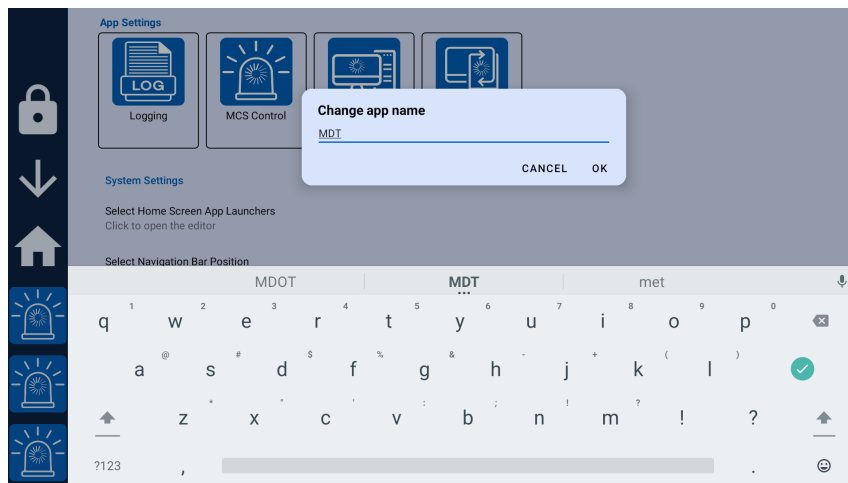 App Settings
LOG
Logging
MCS Control
Change app name
MDT
CANCEL OK
System Settings
Select Home Screen App Launchers
Click to open the editor
Select Navigation Bar Position
MDOT MDT met
1 2 3 4 5 6 7 8 9 0
q w e r t y u i o p
@ # $ % & - + ( )
a s d f g h j k l
* " ' : ; ! ?
z x c v b n m ! ?
?123 , .